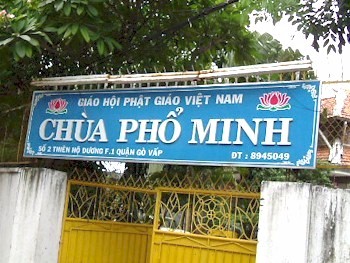 GIÁO HỘI PHẬT GIÁO VIỆT NAM
CHÙA PHỔ MINH
SỐ 2 THIÊN HỘ DƯƠNG F.1 QUẬN GÒ VẤP
ĐT : 8945049